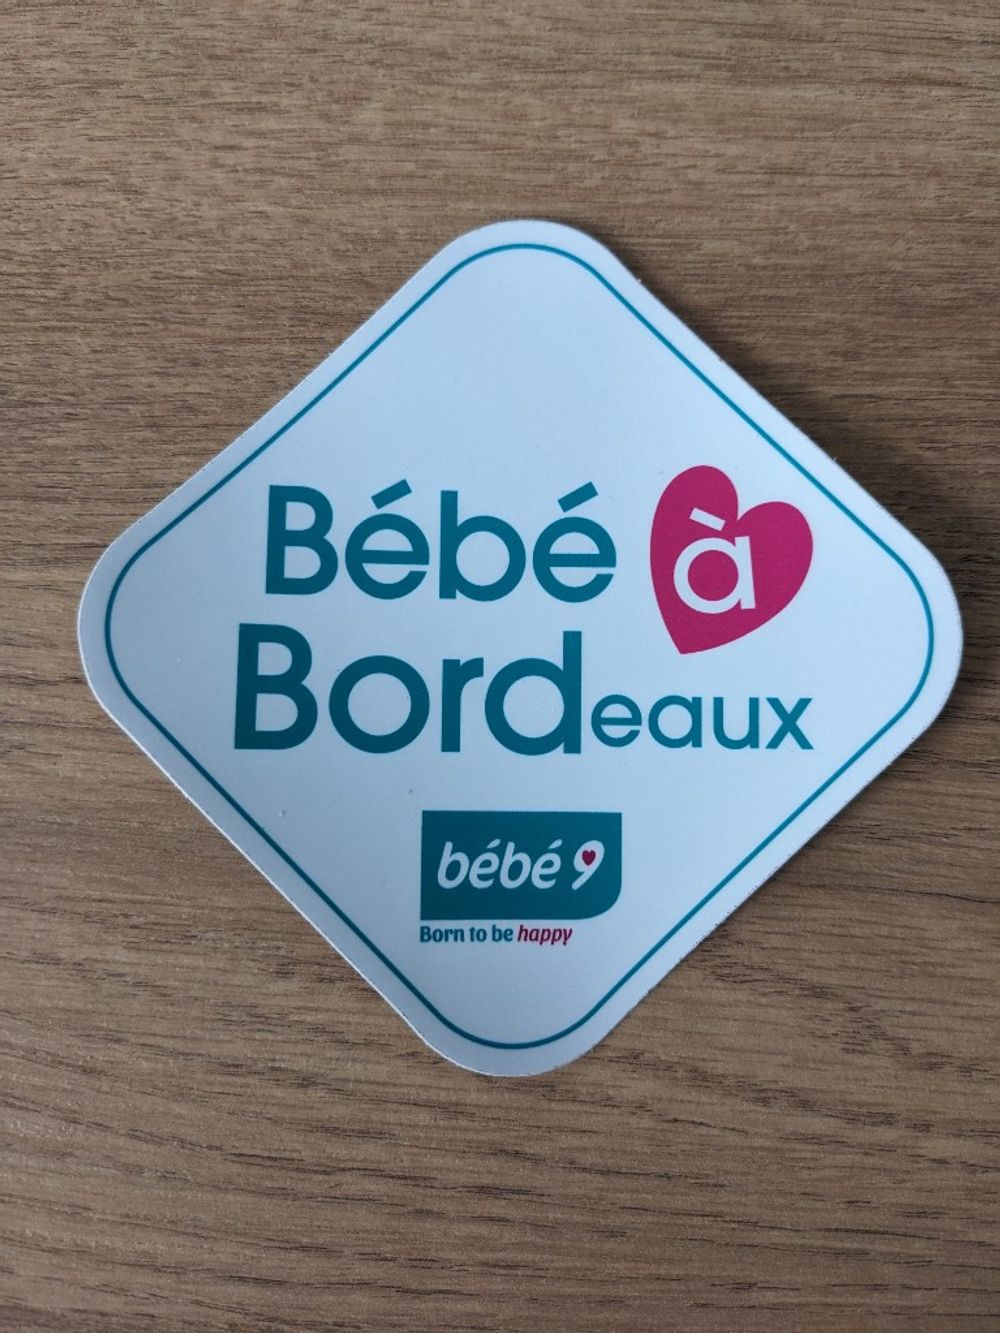 Bébé à
Bordeaux
bébé 9
Born to be happy